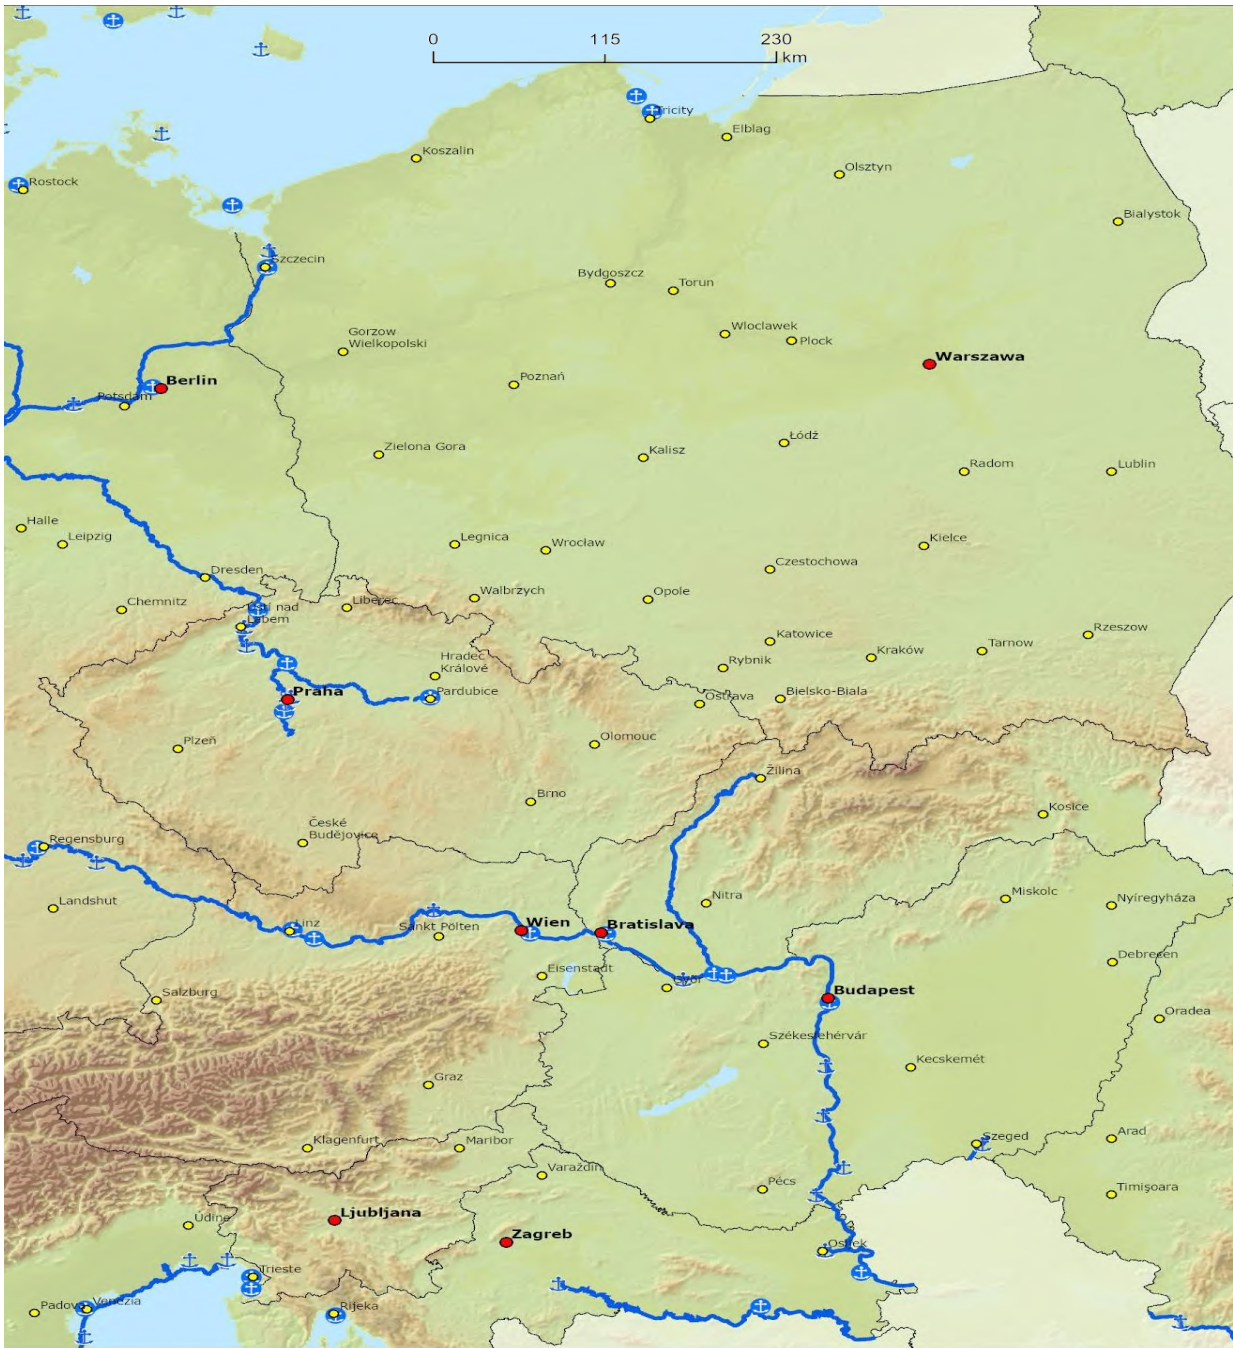 0 115 230
km
Tricity
Elblag
Koszalin
Olsztyn
Rostock
Bialystok
Szczecin
Bydgoszcz
Torun
Gorzow
Wielkopolski
Wloclawek
Plock
Warszawa
Berlin
Poznań
Potsdam
Zielona Gora
Kalisz
Łódź
Radom
Lublin
Halle
Leipzig
Legnica
Wrocław
Kielce
Dresden
Czestochowa
Chemnitz
Ústí nad
Labem
Liberec
Walbrzych
Opole
Katowice
Rzeszow
Tarnow
Kraków
Hradec
Králové
Rybnik
Praha
Pardubice
Ostrava
Bielsko-Biala
Plzeň
Olomouc
Žilina
Brno
Kosice
České
Budějovice
Regensburg
Landshut
Nitra
Miskolc
Nyíregyháza
Linz
Sankt Pölten
Wien
Bratislava
Debrecen
Eisenstadt
Győr
Salzburg
Budapest
Oradea
Székesfehérvár
Kecskemét
Graz
Klagenfurt
Maribor
Szeged
Arad
Varaždin
Pécs
Timişoara
Udine
Ljubljana
Zagreb
Osijek
Trieste
Padova
Venezia
Rijeka